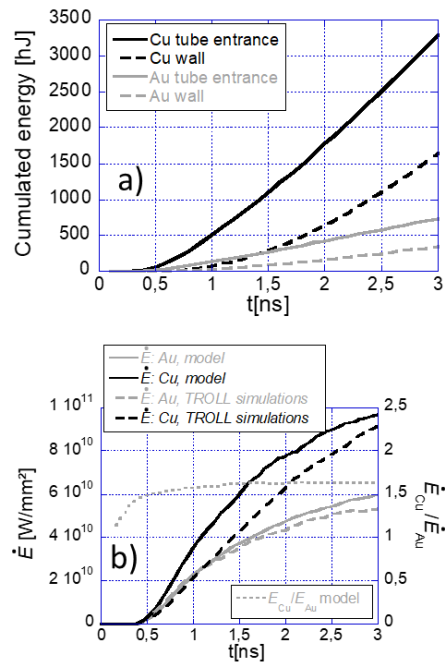 3500
3000
2500
2000
1500
1000
500
0
Cumulated energy [hJ]
Cu tube entrance
Cu wall
Au tube entrance
Au wall
a)
0 0,5 1 1,5 2 2,5 3
t[ns]
Ė: Au, model
Ė: Cu, model
Ė: Au, TROLL simulations
Ė: Cu, TROLL simulations
1 10¹¹
8 10¹⁰
6 10¹⁰
4 10¹⁰
2 10¹⁰
0
Ė [W/mm²]
2,5
2
1,5
1
0,5
0
Ė_Cu/Ė_Au
b)
E_Cu/E_Au model
0 0,5 1 1,5 2 2,5 3
t[ns]